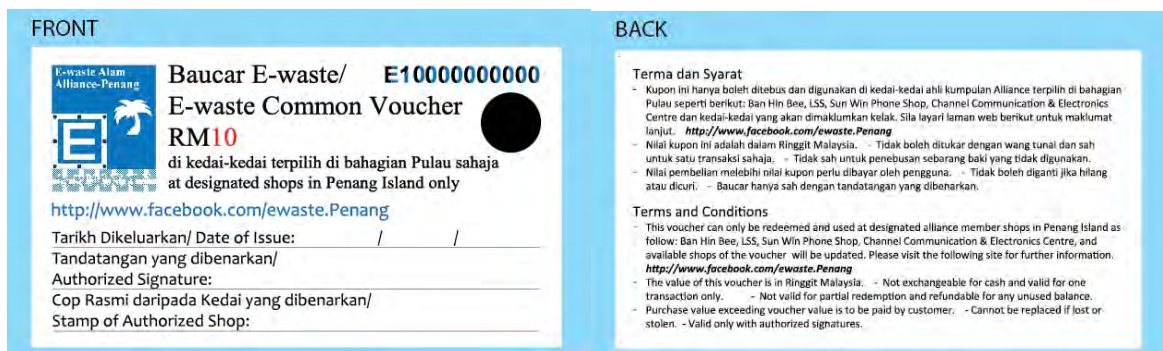 FRONT
E-waste Alam
Alliance-Penang
Baucar E-waste/
E10000000000
E-waste Common Voucher
RM10
di kedai-kedai terpilih di bahagian Pulau sahaja
at designated shops in Penang Island only
http://www.facebook.com/ewaste.Penang
Tarikh Dikeluarkan/ Date of Issue: / /
Tandatangan yang dibenarkan/
Authorized Signature:
Cop Rasmi daripada Kedai yang dibenarkan/
Stamp of Authorized Shop:
BACK
Terma dan Syarat
- Kupon ini hanya boleh ditebus dan digunakan di kedai-kedai ahli kumpulan Alliance terpilih di bahagian
Pulau seperti berikut: Ban Hin Bee, LSS, Sun Win Phone Shop, Channel Communication & Electronics
Centre dan kedai-kedai yang akan dimaklumkan kelak. Sila layari laman web berikut untuk maklumat
lanjut. http://www.facebook.com/ewaste.Penang
- Nilai kupon ini adalah dalam Ringgit Malaysia. - Tidak boleh ditukar dengan wang tunai dan sah
untuk satu transaksi sahaja. - Tidak sah untuk penebusan sebarang baki yang tidak digunakan.
- Nilai pembelian melebihi nilai kupon perlu dibayar oleh pengguna. - Tidak boleh diganti jika hilang
atau dicuri. - Baucar hanya sah dengan tandatangan yang dibenarkan.
Terms and Conditions
- This voucher can only be redeemed and used at designated alliance member shops in Penang Island as
follow: Ban Hin Bee, LSS, Sun Win Phone Shop, Channel Communication & Electronics Centre, and
available shops of the voucher will be updated. Please visit the following site for further information.
http://www.facebook.com/ewaste.Penang
- The value of this voucher is in Ringgit Malaysia. - Not exchangeable for cash and valid for one
transaction only. - Not valid for partial redemption and refundable for any unused balance.
- Purchase value exceeding voucher value is to be paid by customer. - Cannot be replaced if lost or
stolen. - Valid only with authorized signatures.